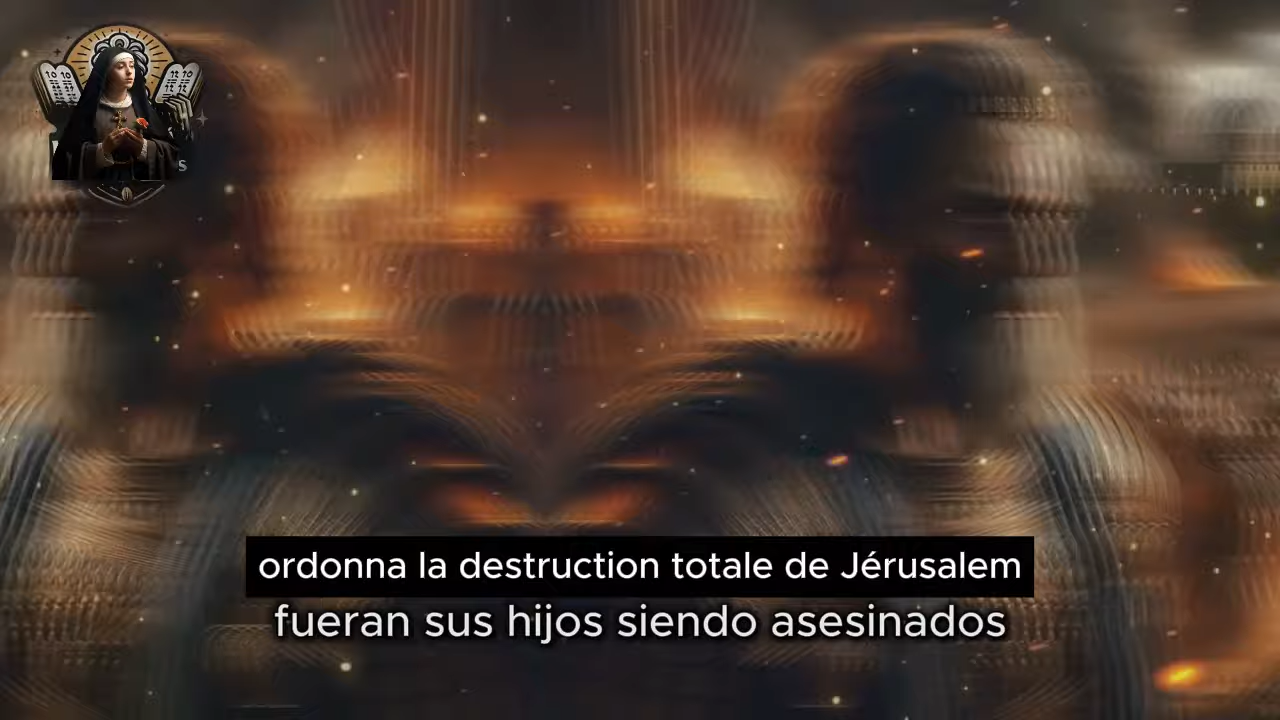 ordonna la destruction totale de Jérusalem
fueran sus hijos siendo asesinados